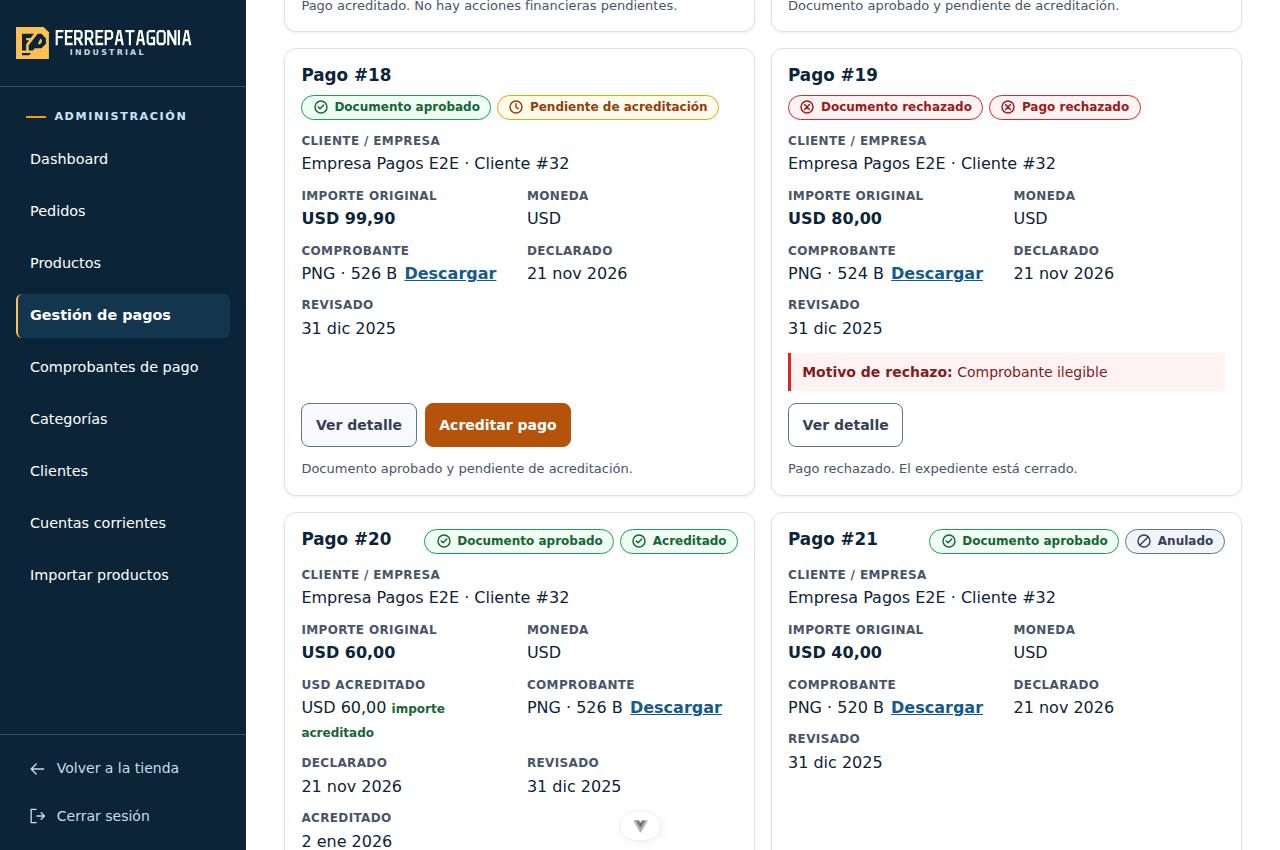 FERREPATAGONIA
INDUSTRIAL
ADMINISTRACIÓN
Dashboard
Pedidos
Productos
Gestión de pagos
Comprobantes de pago
Categorías
Clientes
Cuentas corrientes
Importar productos
Volver a la tienda
Cerrar sesión
Pago acreditado. No hay acciones financieras pendientes.
Documento aprobado y pendiente de acreditación.
Pago #18
Documento aprobado Pendiente de acreditación
CLIENTE / EMPRESA
Empresa Pagos E2E · Cliente #32
IMPORTE ORIGINAL MONEDA
USD 99,90 USD
COMPROBANTE DECLARADO
PNG · 526 B Descargar 21 nov 2026
REVISADO
31 dic 2025
Ver detalle Acreditar pago
Documento aprobado y pendiente de acreditación.
Pago #19
Documento rechazado Pago rechazado
CLIENTE / EMPRESA
Empresa Pagos E2E · Cliente #32
IMPORTE ORIGINAL MONEDA
USD 80,00 USD
COMPROBANTE DECLARADO
PNG · 524 B Descargar 21 nov 2026
REVISADO
31 dic 2025
Motivo de rechazo: Comprobante ilegible
Ver detalle
Pago rechazado. El expediente está cerrado.
Pago #20 Documento aprobado Acreditado
CLIENTE / EMPRESA
Empresa Pagos E2E · Cliente #32
IMPORTE ORIGINAL MONEDA
USD 60,00 USD
USD ACREDITADO COMPROBANTE
USD 60,00 importe PNG · 526 B Descargar
acreditado
DECLARADO REVISADO
21 nov 2026 31 dic 2025
ACREDITADO
2 ene 2026
Pago #21 Documento aprobado Anulado
CLIENTE / EMPRESA
Empresa Pagos E2E · Cliente #32
IMPORTE ORIGINAL MONEDA
USD 40,00 USD
COMPROBANTE DECLARADO
PNG · 520 B Descargar 21 nov 2026
REVISADO
31 dic 2025